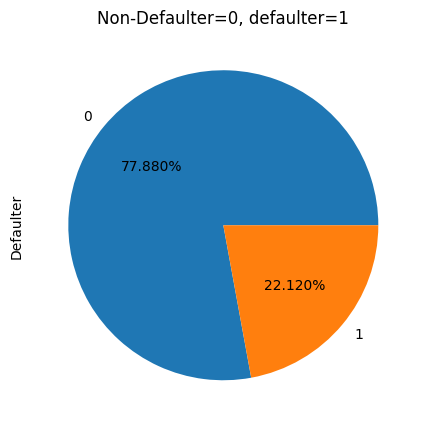 Non-Defaulter=0, defaulter=1
0
77.880%
Defaulter
22.120%
1